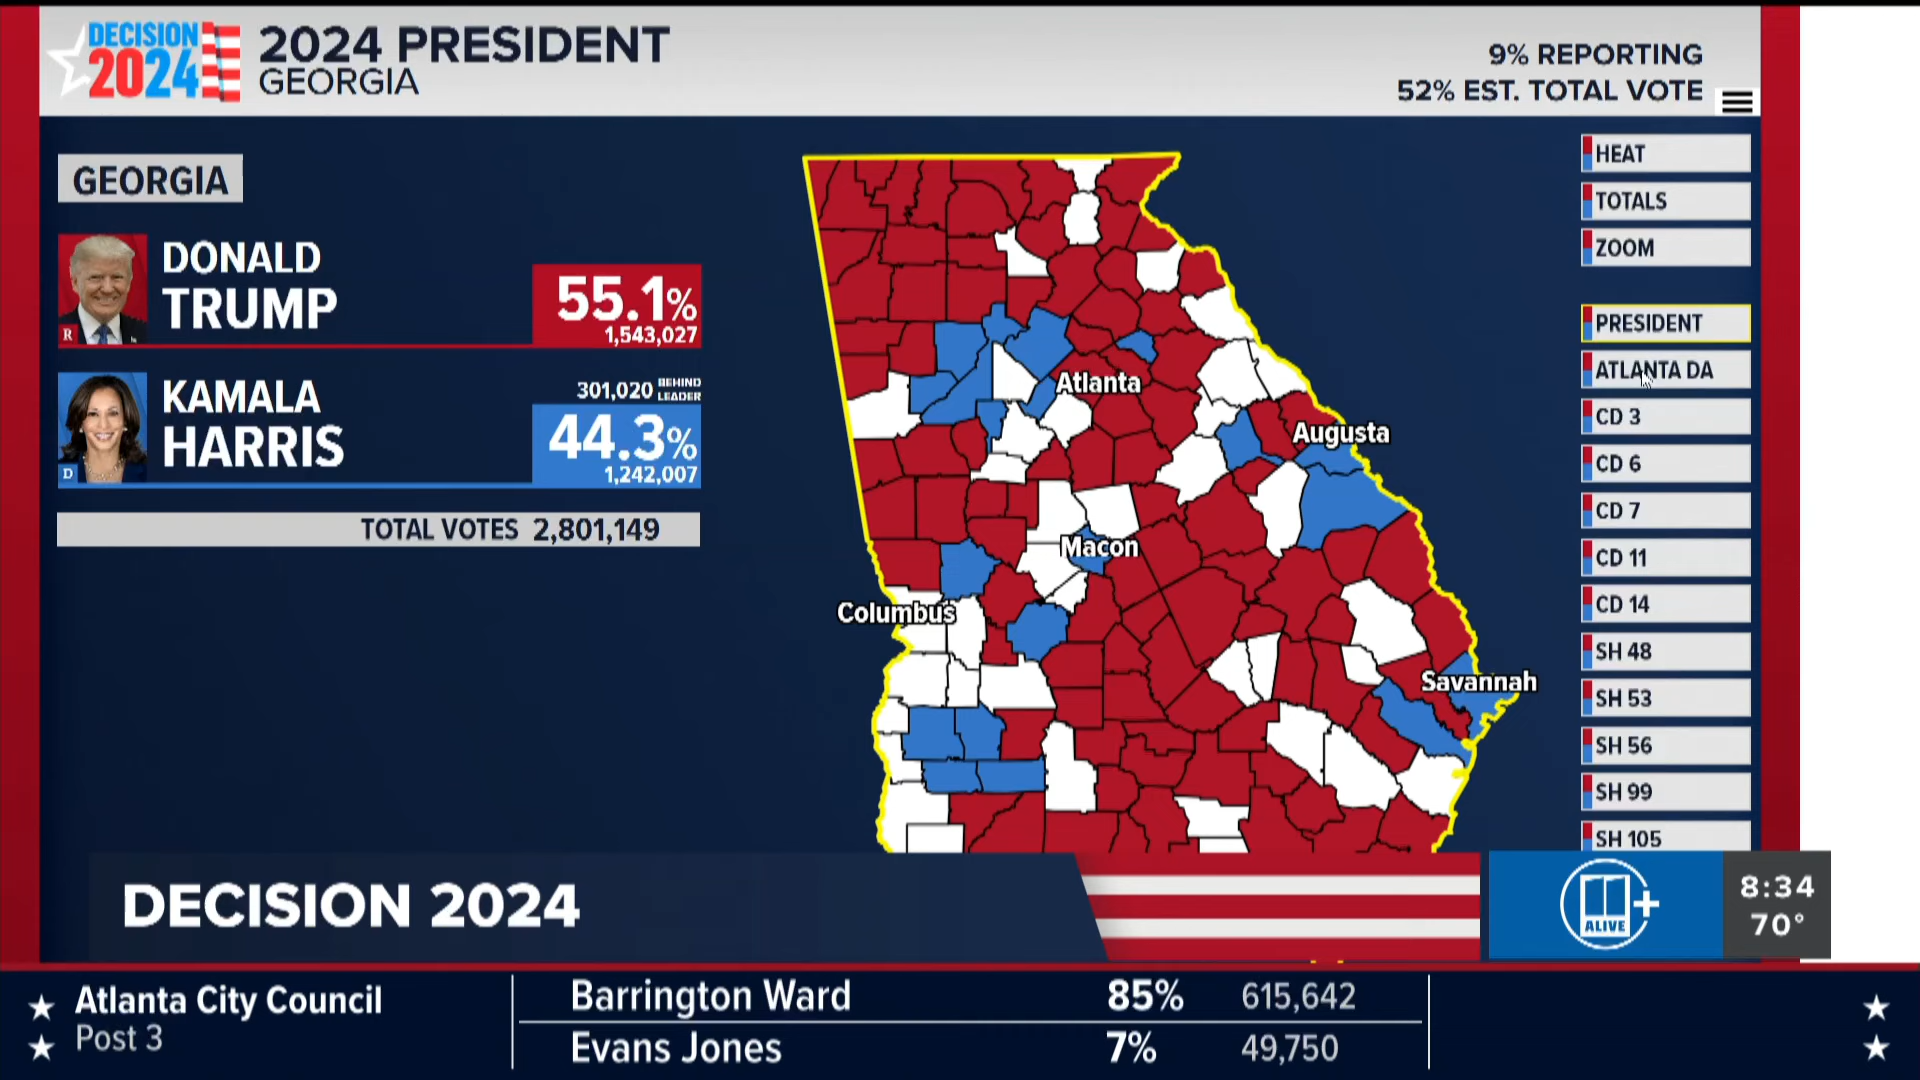 DECISION
2024
2024 PRESIDENT
GEORGIA
9% REPORTING
52% EST. TOTAL VOTE
GEORGIA
DONALD
TRUMP
R
55.1%
1,543,027
KAMALA
HARRIS
D
301,020 BEHIND LEADER
44.3%
1,242,007
TOTAL VOTES 2,801,149
Atlanta
Augusta
Macon
Columbus
Savannah
HEAT
TOTALS
ZOOM
PRESIDENT
ATLANTA DA
CD 3
CD 6
CD 7
CD 11
CD 14
SH 48
SH 53
SH 56
SH 99
SH 105
DECISION 2024
ALIVE
+
8:34
70°
Atlanta City Council
Post 3
Barrington Ward 85% 615,642
Evans Jones 7% 49,750